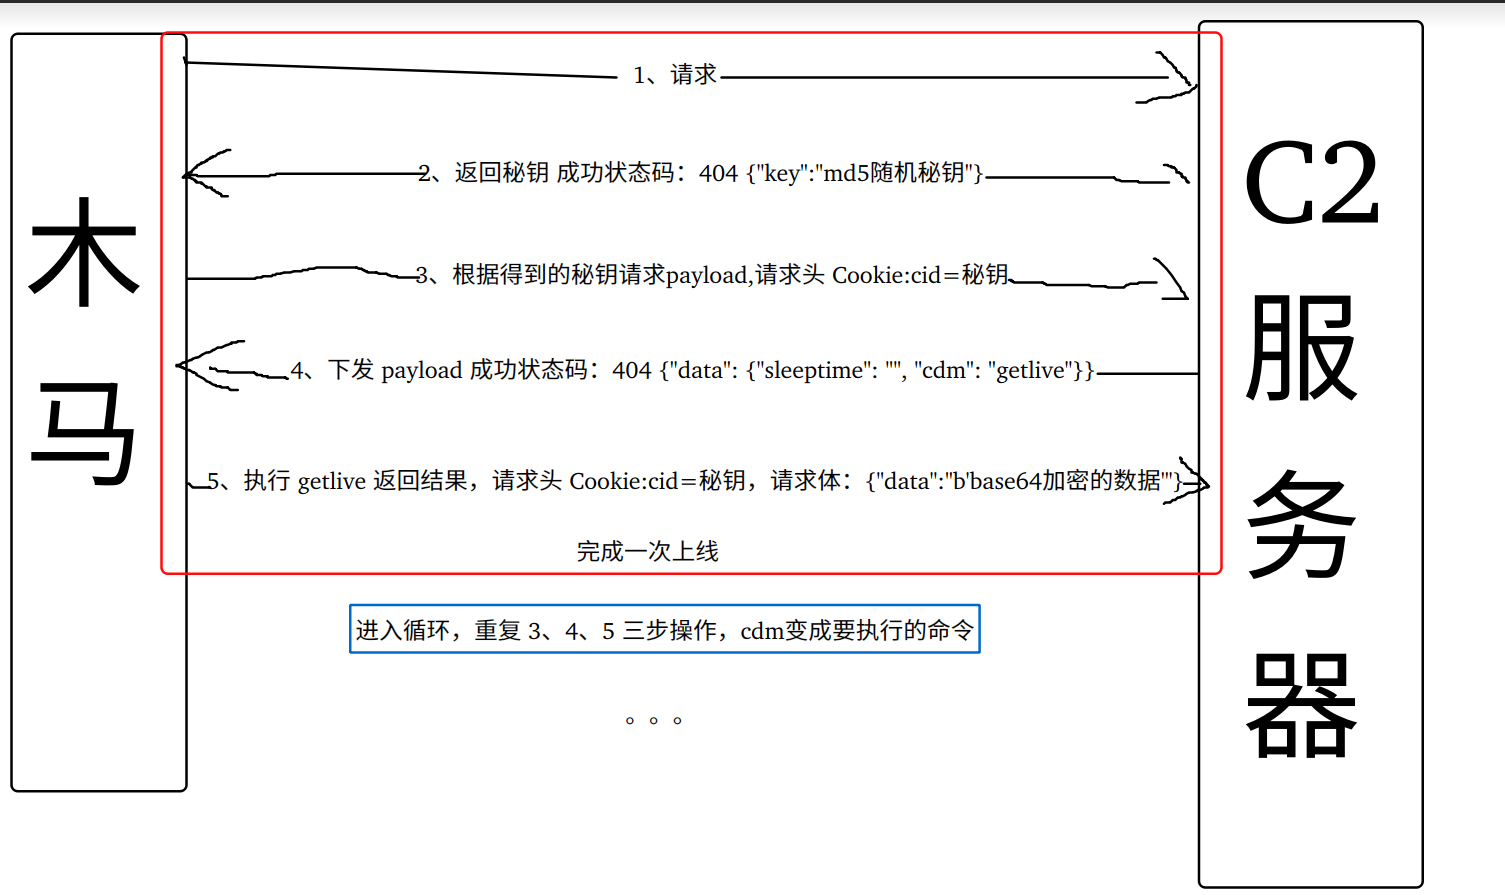 木
马
1、请求
2、返回秘钥 成功状态码：404 {"key":"md5随机秘钥"}
3、根据得到的秘钥请求payload,请求头 Cookie:cid=秘钥
4、下发 payload 成功状态码：404 {"data": {"sleeptime": "", "cdm": "getlive"}}
5、执行 getlive 返回结果，请求头 Cookie:cid=秘钥，请求体：{"data":"b'base64加密的数据'"}
完成一次上线
进入循环，重复 3、4、5 三步操作，cdm变成要执行的命令
。。。
C2
服
务
器